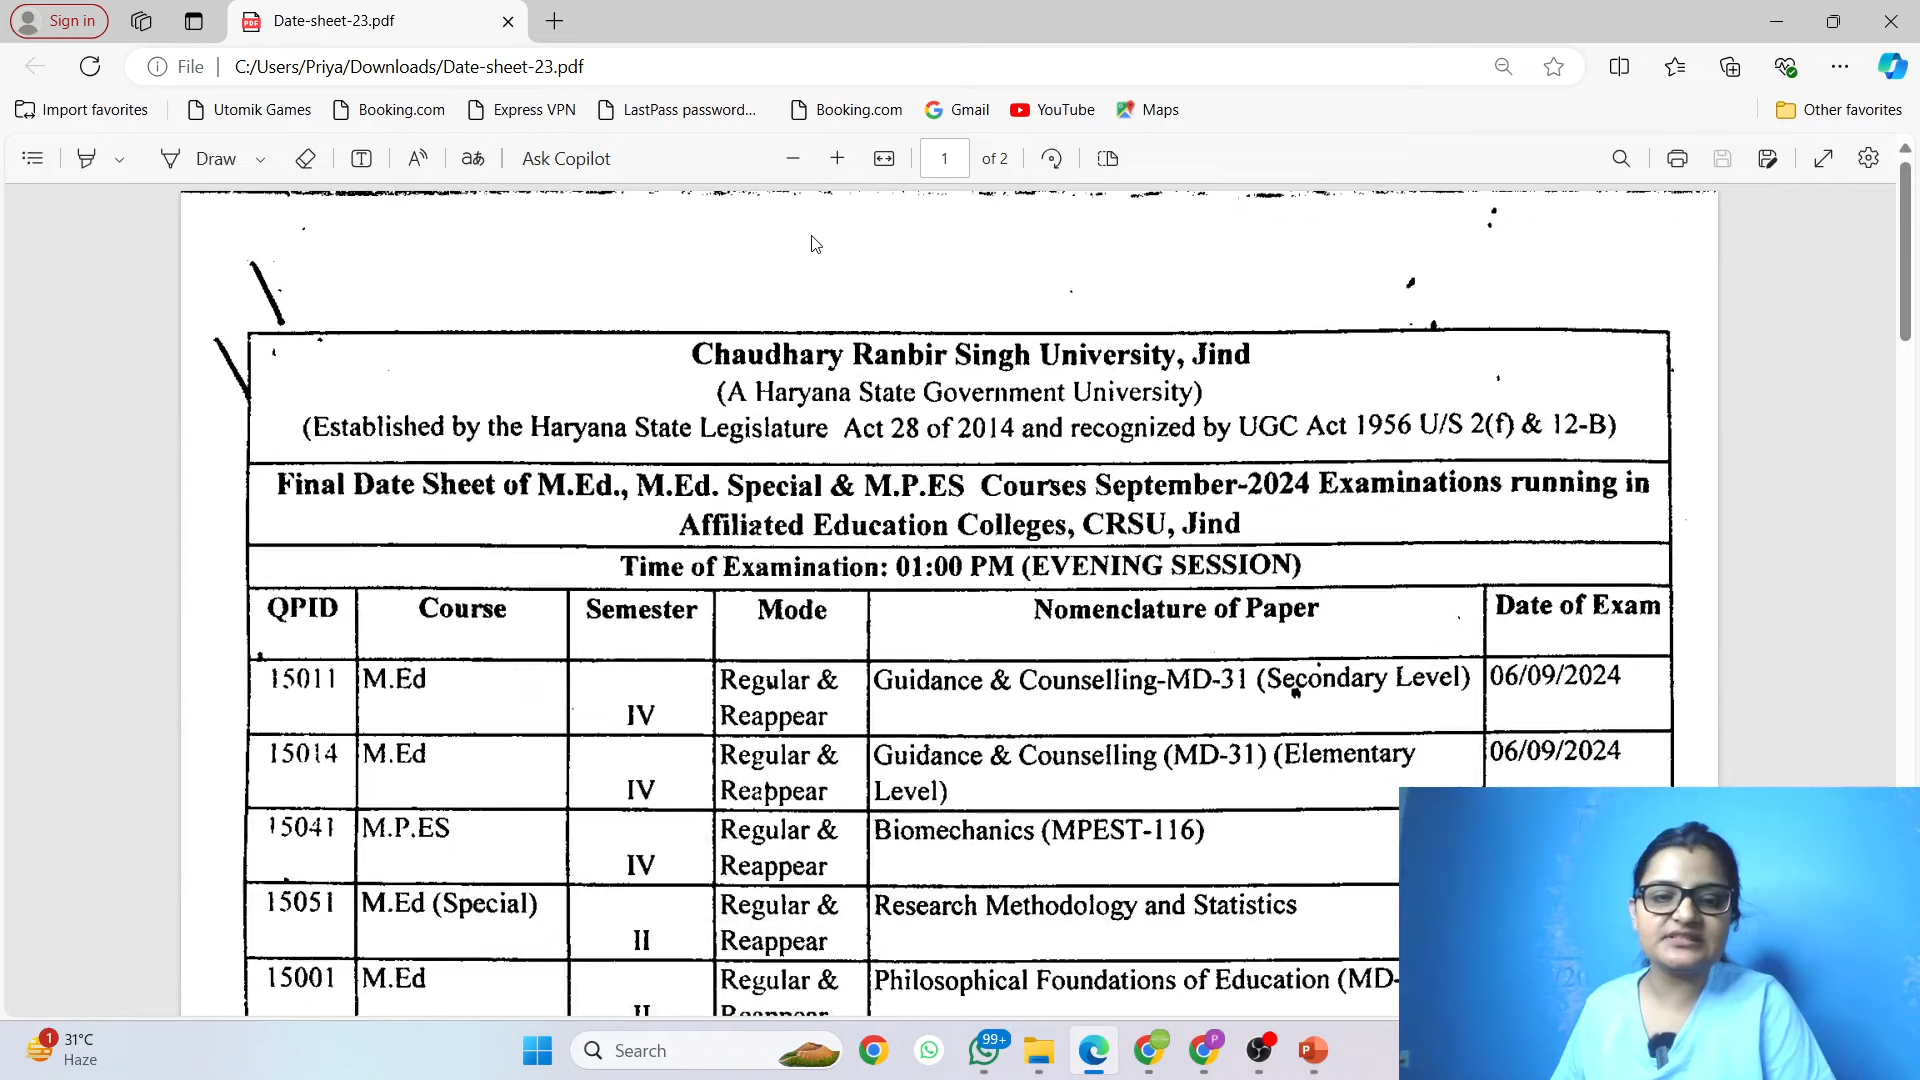 Sign in
Date-sheet-23.pdf
File
C:/Users/Priya/Downloads/Date-sheet-23.pdf
Import favorites
Utomik Games
Booking.com
Express VPN
LastPass password...
Booking.com
Gmail
YouTube
Maps
Other favorites
Draw
Ask Copilot
1 of 2
Chaudhary Ranbir Singh University, Jind
(A Haryana State Government University)
(Established by the Haryana State Legislature Act 28 of 2014 and recognized by UGC Act 1956 U/S 2(f) & 12-B)
Final Date Sheet of M.Ed., M.Ed. Special & M.P.ES Courses September-2024 Examinations running in
Affiliated Education Colleges, CRSU, Jind
Time of Examination: 01:00 PM (EVENING SESSION)
QPID Course Semester Mode Nomenclature of Paper Date of Exam
15011 M.Ed Regular & Guidance & Counselling-MD-31 (Secondary Level) 06/09/2024
IV Reappear
15014 M.Ed Regular & Guidance & Counselling (MD-31) (Elementary 06/09/2024
IV Reappear Level)
15041 M.P.ES Regular & Biomechanics (MPEST-116)
IV Reappear
15051 M.Ed (Special) Regular & Research Methodology and Statistics
II Reappear
15001 M.Ed Regular & Philosophical Foundations of Education (MD-
II Reappear
1
31°C
Haze
Search
99+